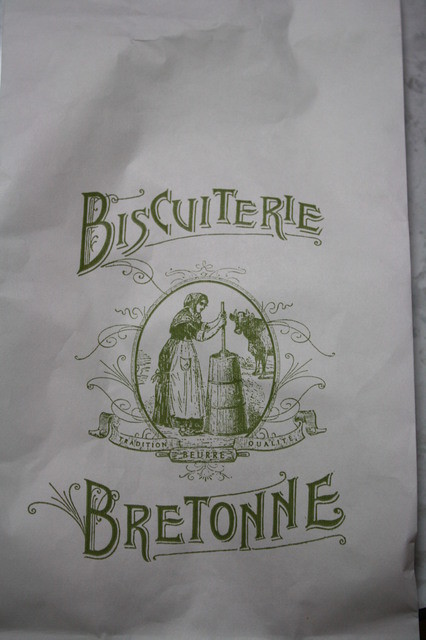 BISCUITERIE
TRADITION QUALITÉ
BEURRE
BRETONNE